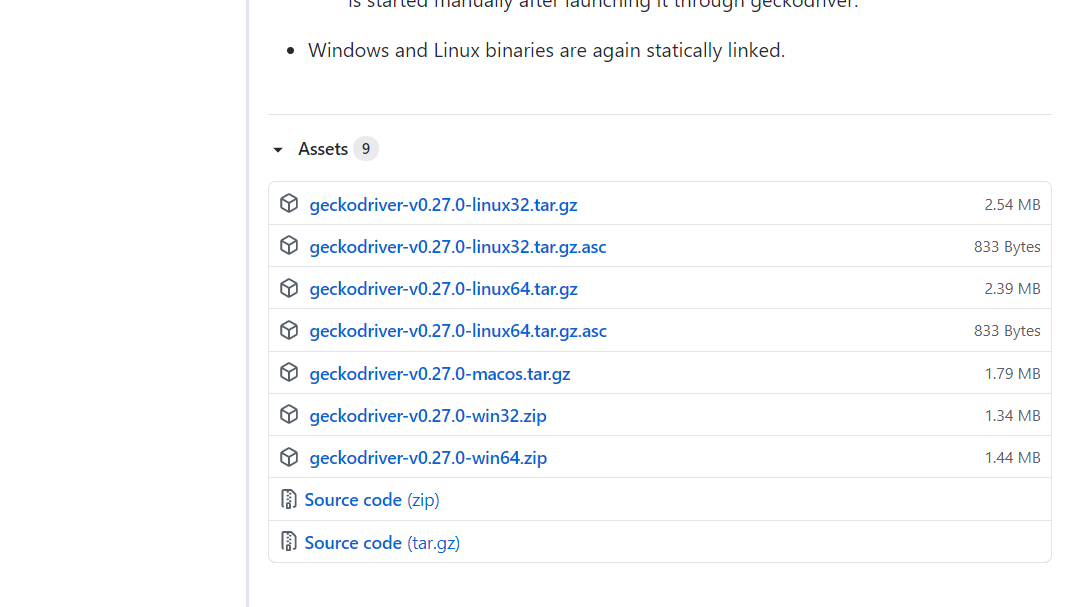 is started manually after launching it through geckodriver.
Windows and Linux binaries are again statically linked.
Assets 9
geckodriver-v0.27.0-linux32.tar.gz 2.54 MB
geckodriver-v0.27.0-linux32.tar.gz.asc 833 Bytes
geckodriver-v0.27.0-linux64.tar.gz 2.39 MB
geckodriver-v0.27.0-linux64.tar.gz.asc 833 Bytes
geckodriver-v0.27.0-macos.tar.gz 1.79 MB
geckodriver-v0.27.0-win32.zip 1.34 MB
geckodriver-v0.27.0-win64.zip 1.44 MB
Source code (zip)
Source code (tar.gz)